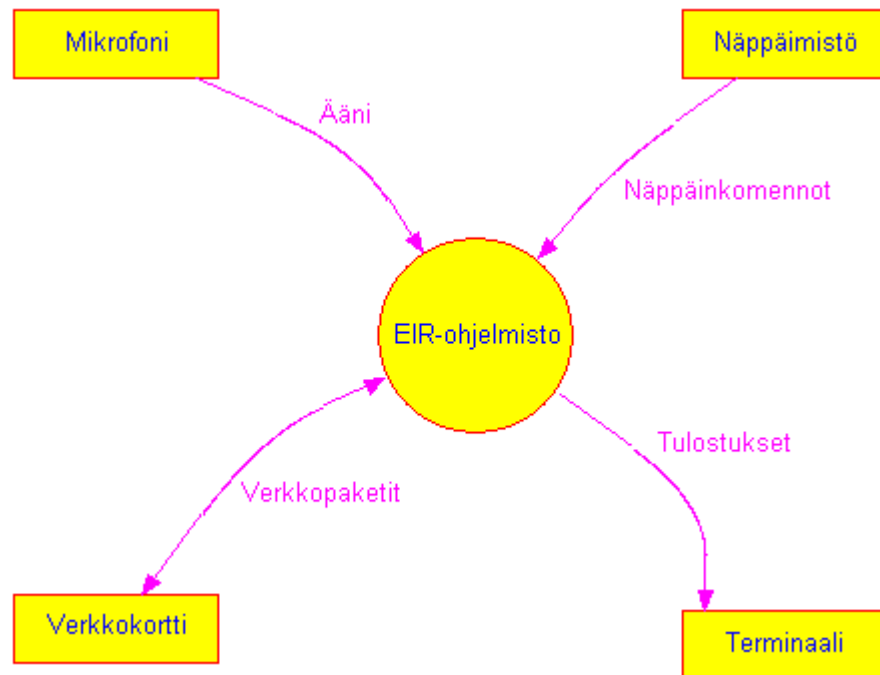 Mikrofoni
Näppäimistö
Ääni
Näppäinkomennot
EIR-ohjelmisto
Tulostukset
Verkkopaketit
Verkkokortti
Terminaali